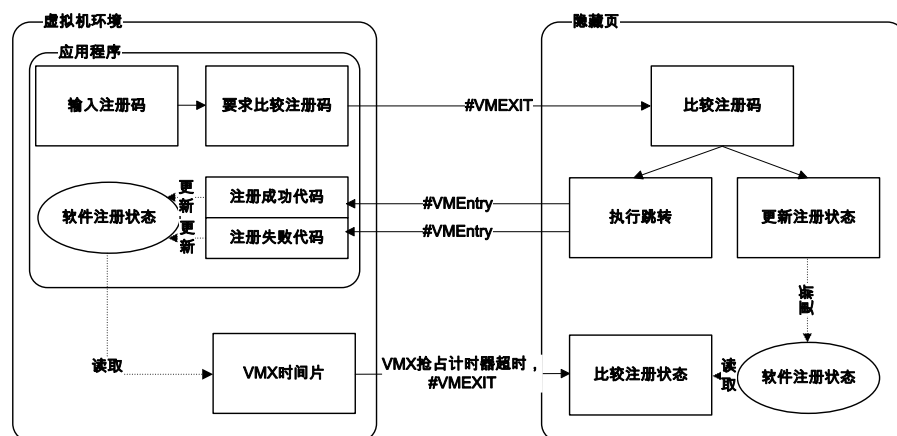 虚拟机环境
隐藏页
应用程序
输入注册码
要求比较注册码
#VMEXIT
比较注册码
软件注册状态
更新
注册成功代码
#VMEntry
执行跳转
更新注册状态
更新
注册失败代码
#VMEntry
更新
读取
VMX时间片
VMX抢占计时器超时，
#VMEXIT
比较注册状态
读取
软件注册状态